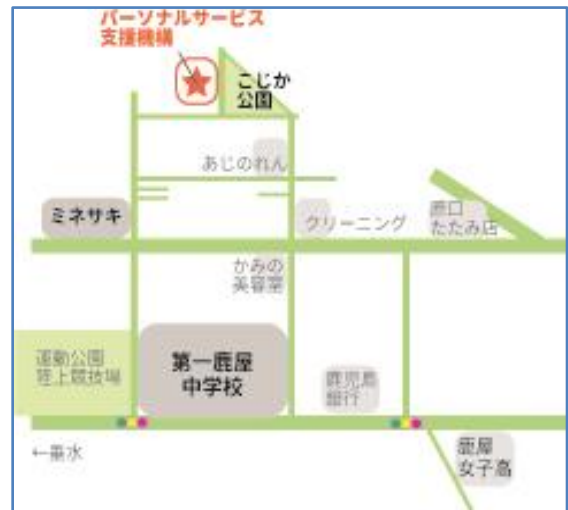 パーソナルサービス
支援機構
こじか
公園
あじのれん
ミネサキ
クリーニング
原口
たたみ店
かみの
美容室
運動公園
陸上競技場
第一鹿屋
中学校
鹿児島
銀行
←垂水
鹿屋
女子高